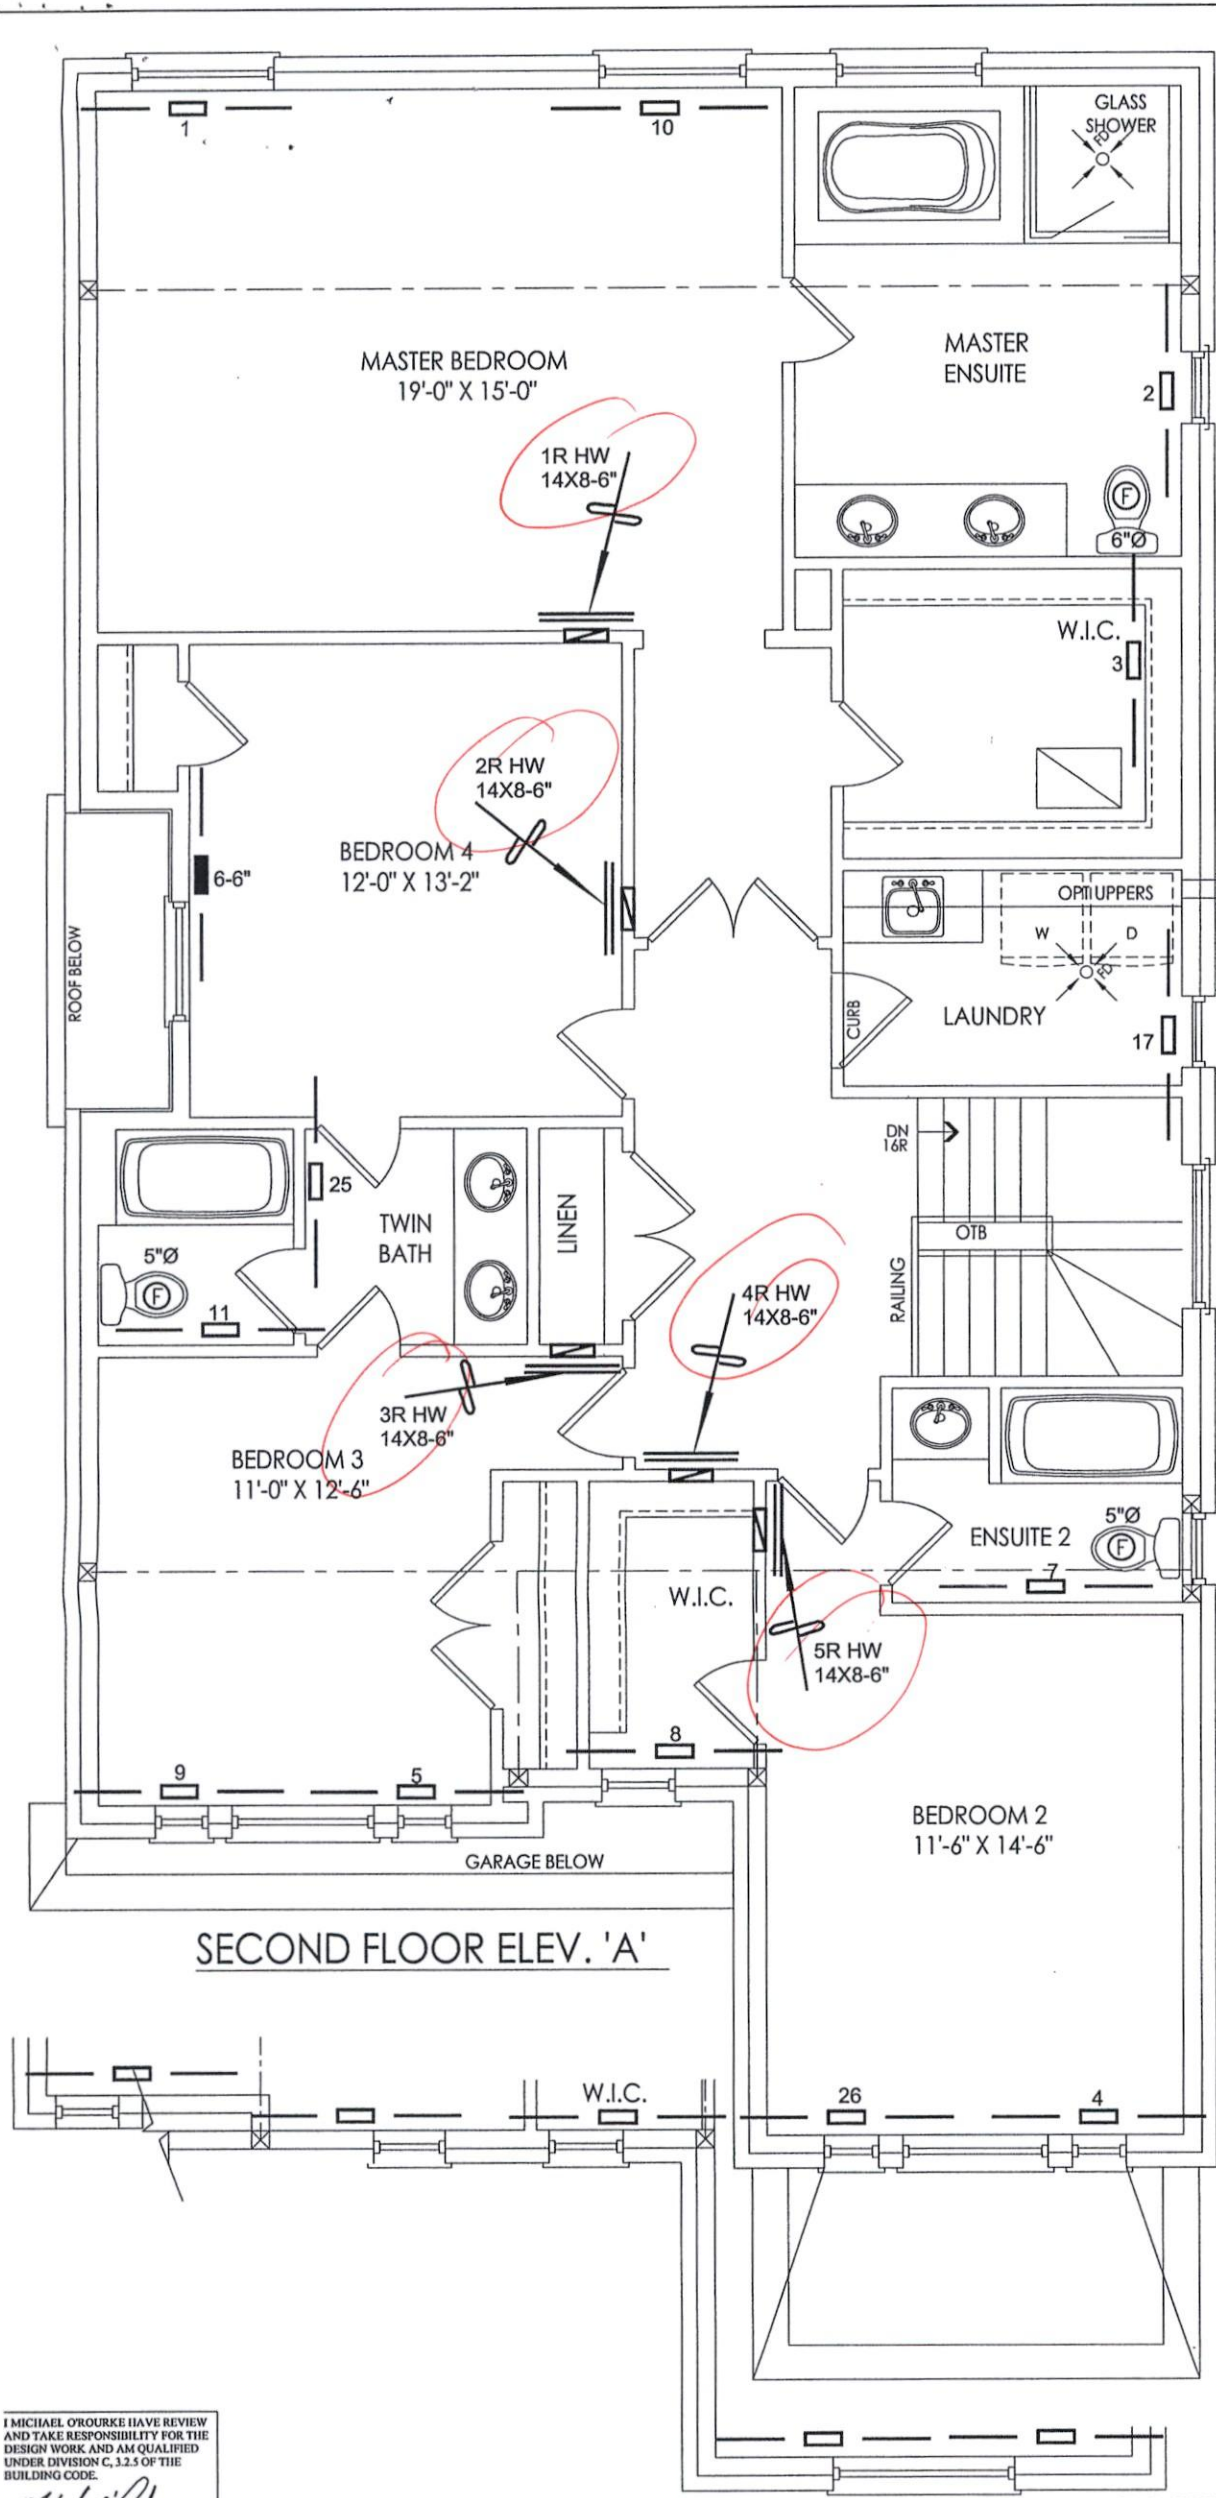 1
10
GLASS
SHOWER
FD
MASTER BEDROOM
19'-0" X 15'-0"
MASTER
ENSUITE
2
1R HW
14X8-6"
F
6"Ø
W.I.C.
3
2R HW
14X8-6"
BEDROOM 4
12'-0" X 13'-2"
6-6"
ROOF BELOW
OPT UPPERS
W
D
FD
CURB
LAUNDRY
17
DN
16R
25
TWIN
BATH
LINEN
OTB
RAILING
5"Ø
F
11
4R HW
14X8-6"
3R HW
14X8-6"
BEDROOM 3
11'-0" X 12'-6"
ENSUITE 2
5"Ø
F
7
W.I.C.
5R HW
14X8-6"
8
9
5
BEDROOM 2
11'-6" X 14'-6"
GARAGE BELOW
SECOND FLOOR ELEV. 'A'
W.I.C.
26
4
I MICHAEL O'ROURKE HAVE REVIEW
AND TAKE RESPONSIBILITY FOR THE
DESIGN WORK AND AM QUALIFIED
UNDER DIVISION C, 3.2.5 OF THE
BUILDING CODE.